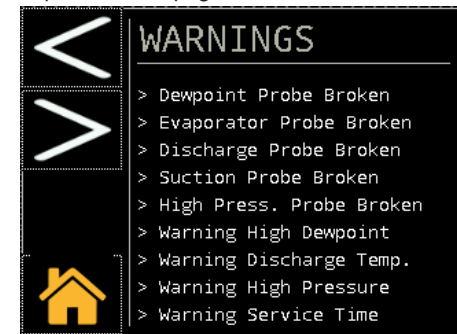 WARNINGS
> Dewpoint Probe Broken
> Evaporator Probe Broken
> Discharge Probe Broken
> Suction Probe Broken
> High Press. Probe Broken
> Warning High Dewpoint
> Warning Discharge Temp.
> Warning High Pressure
> Warning Service Time